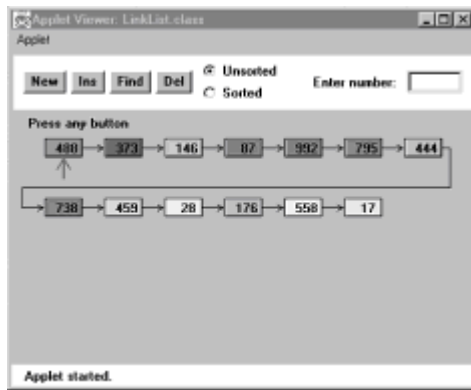 Applet Viewer: LinkList.class
Applet
New Ins Find Del Unsorted Enter number:
Sorted
Press any button
488 373 146 87 992 795 444
738 459 28 176 558 17
Applet started.